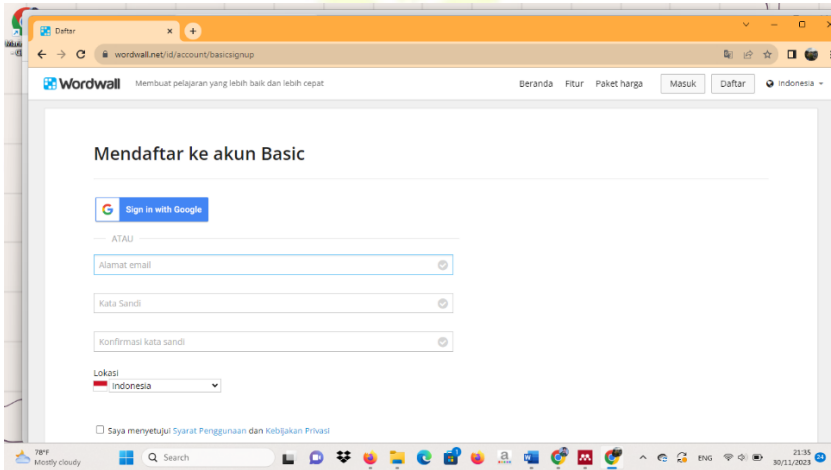 Daftar
wordwall.net/id/account/basicsignup
Wordwall Membuat pelajaran yang lebih baik dan lebih cepat Beranda Fitur Paket harga Masuk Daftar Indonesia
Mendaftar ke akun Basic
Sign in with Google
ATAU
Alamat email
Kata Sandi
Konfirmasi kata sandi
Lokasi
Indonesia
Saya menyetujui Syarat Penggunaan dan Kebijakan Privasi
78°F
Mostly cloudy
Search
ENG
21:35
30/11/2023